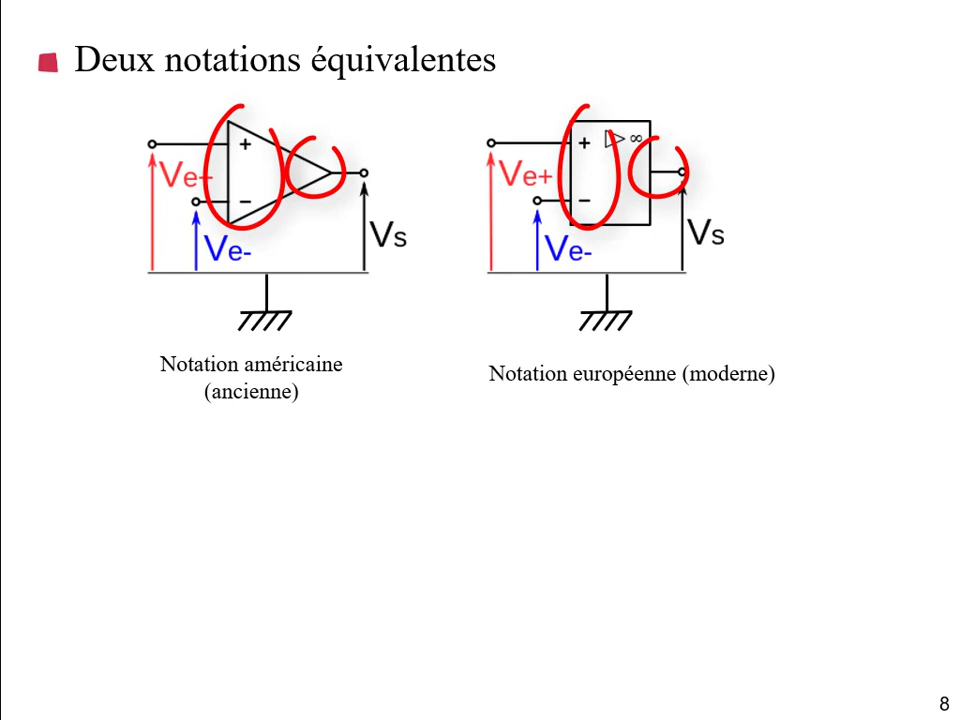 Deux notations équivalentes
+
Ve+
−
Ve-
Vs
+ ▷ ∞
Ve+
−
Ve-
Vs
Notation américaine
(ancienne)
Notation européenne (moderne)
8